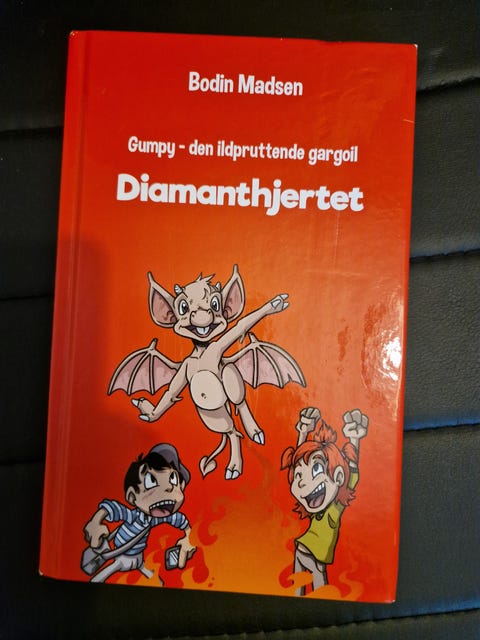 Bodin Madsen
Gumpy - den ildpruttende gargoil
Diamanthjertet